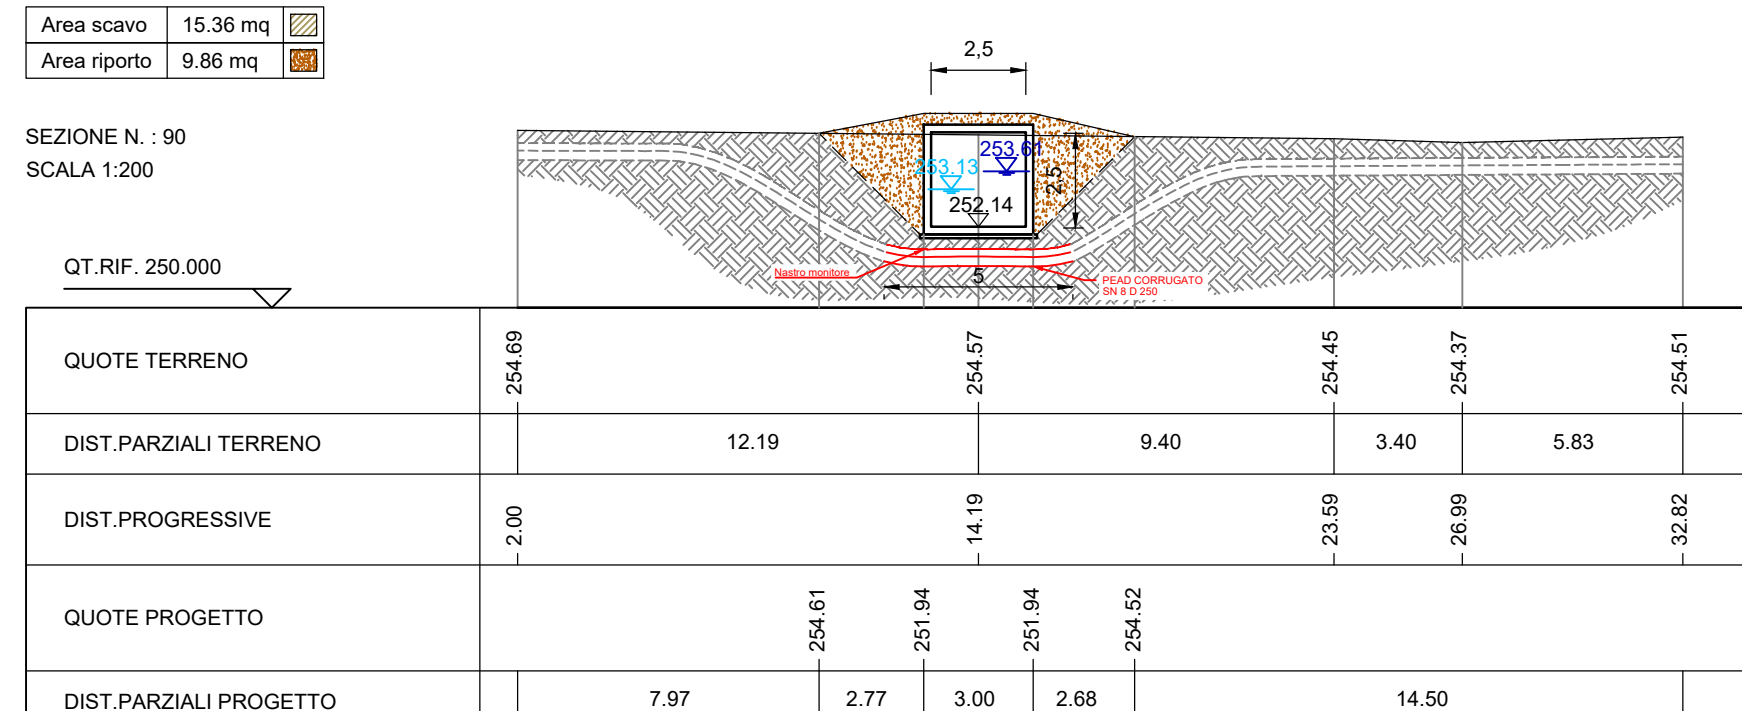 Area scavo 15.36 mq
Area riporto 9.86 mq
2,5
SEZIONE N. : 90
SCALA 1:200
253.61
253.13
2,5
252.14
QT.RIF. 250.000
Nastro monitore
5
PEAD CORRUGATO
SN 8 D 250
QUOTE TERRENO 254.69 254.57 254.45 254.37 254.51
DIST.PARZIALI TERRENO 12.19 9.40 3.40 5.83
DIST.PROGRESSIVE 2.00 14.19 23.59 26.99 32.82
QUOTE PROGETTO 254.61 251.94 251.94 254.52
DIST.PARZIALI PROGETTO 7.97 2.77 3.00 2.68 14.50